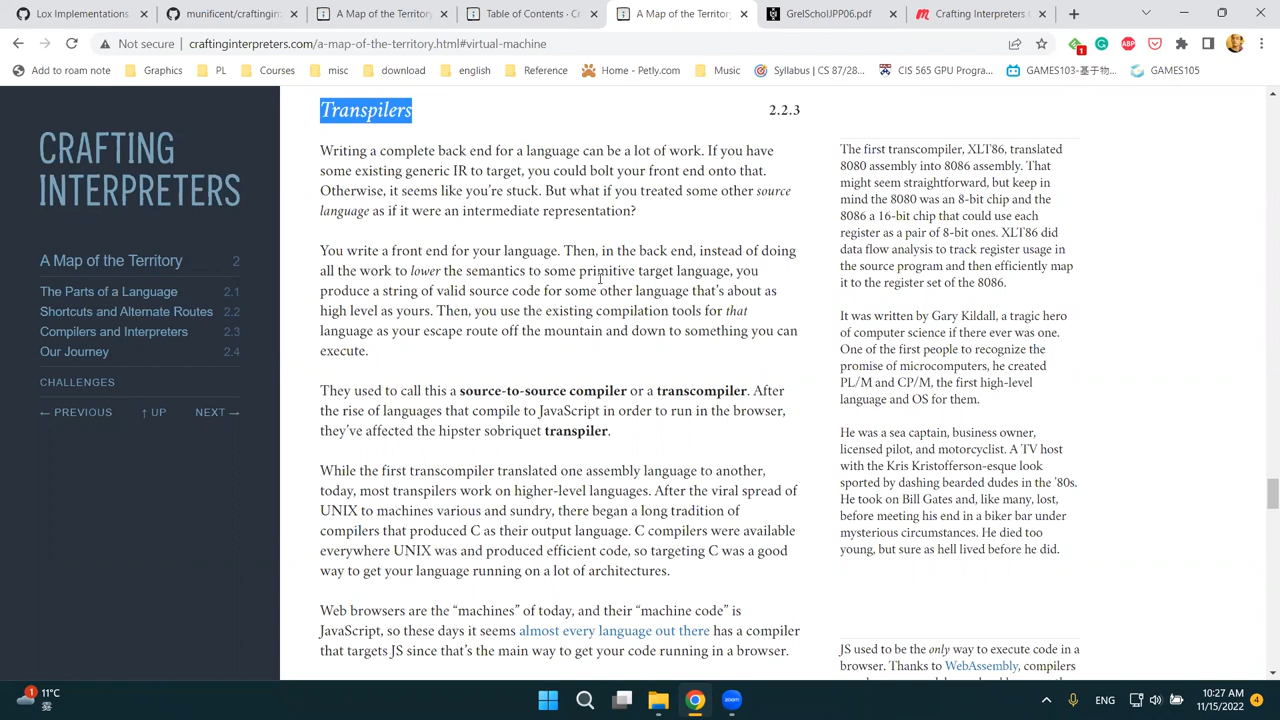 Lox Implementations
munificent/craftingin
A Map of the Territory
Table of Contents · Cr
A Map of the Territory
GrelScholJPP06.pdf
Crafting Interpreters
Not secure
craftinginterpreters.com/a-map-of-the-territory.html#virtual-machine
1
ABP
Add to roam note
Graphics
PL
Courses
misc
download
english
Reference
Home - Petly.com
Music
Syllabus | CS 87/28...
CIS 565 GPU Progra...
GAMES103-基于物...
GAMES105
CRAFTING
INTERPRETERS
A Map of the Territory 2
The Parts of a Language 2.1
Shortcuts and Alternate Routes 2.2
Compilers and Interpreters 2.3
Our Journey 2.4
CHALLENGES
← PREVIOUS ↑ UP NEXT →
Transpilers 2.2.3
Writing a complete back end for a language can be a lot of work. If you have
some existing generic IR to target, you could bolt your front end onto that.
Otherwise, it seems like you’re stuck. But what if you treated some other source
language as if it were an intermediate representation?
You write a front end for your language. Then, in the back end, instead of doing
all the work to lower the semantics to some primitive target language, you
produce a string of valid source code for some other language that’s about as
high level as yours. Then, you use the existing compilation tools for that
language as your escape route off the mountain and down to something you can
execute.
They used to call this a source-to-source compiler or a transcompiler. After
the rise of languages that compile to JavaScript in order to run in the browser,
they’ve affected the hipster sobriquet transpiler.
While the first transcompiler translated one assembly language to another,
today, most transpilers work on higher-level languages. After the viral spread of
UNIX to machines various and sundry, there began a long tradition of
compilers that produced C as their output language. C compilers were available
everywhere UNIX was and produced efficient code, so targeting C was a good
way to get your language running on a lot of architectures.
Web browsers are the “machines” of today, and their “machine code” is
JavaScript, so these days it seems almost every language out there has a compiler
that targets JS since that’s the main way to get your code running in a browser.
The first transcompiler, XLT86, translated
8080 assembly into 8086 assembly. That
might seem straightforward, but keep in
mind the 8080 was an 8-bit chip and the
8086 a 16-bit chip that could use each
register as a pair of 8-bit ones. XLT86 did
data flow analysis to track register usage in
the source program and then efficiently map
it to the register set of the 8086.
It was written by Gary Kildall, a tragic hero
of computer science if there ever was one.
One of the first people to recognize the
promise of microcomputers, he created
PL/M and CP/M, the first high-level
language and OS for them.
He was a sea captain, business owner,
licensed pilot, and motorcyclist. A TV host
with the Kris Kristofferson-esque look
sported by dashing bearded dudes in the ’80s.
He took on Bill Gates and, like many, lost,
before meeting his end in a biker bar under
mysterious circumstances. He died too
young, but sure as hell lived before he did.
JS used to be the only way to execute code in a
browser. Thanks to WebAssembly, compilers
1
11°C
雾
zoom
ENG
10:27 AM
11/15/2022
4